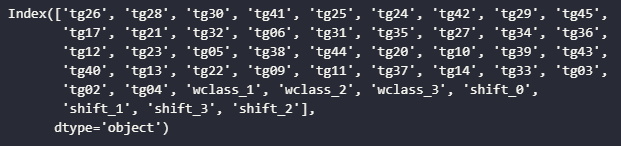 Index(['tg26', 'tg28', 'tg30', 'tg41', 'tg25', 'tg24', 'tg42', 'tg29', 'tg45',
'tg17', 'tg21', 'tg32', 'tg06', 'tg31', 'tg35', 'tg27', 'tg34', 'tg36',
'tg12', 'tg23', 'tg05', 'tg38', 'tg44', 'tg20', 'tg10', 'tg39', 'tg43',
'tg40', 'tg13', 'tg22', 'tg09', 'tg11', 'tg37', 'tg14', 'tg33', 'tg03',
'tg02', 'tg04', 'wclass_1', 'wclass_2', 'wclass_3', 'shift_0',
'shift_1', 'shift_3', 'shift_2'],
dtype='object')